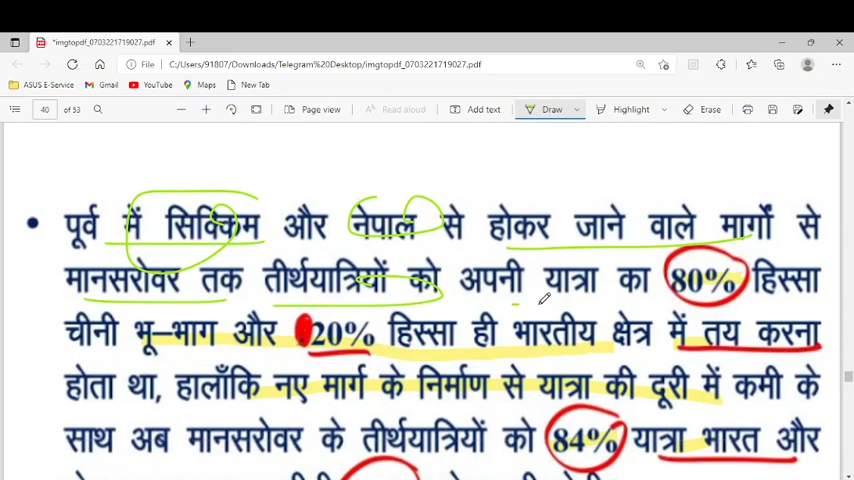 *imgtopdf_0703221719027.pdf
File C:/Users/91807/Downloads/Telegram%20Desktop/imgtopdf_0703221719027.pdf
ASUS E-Service Gmail YouTube Maps New Tab
40 of 53 Page view Read aloud Add text Draw Highlight Erase
• पूर्व में सिक्किम और नेपाल से होकर जाने वाले मार्गों से
मानसरोवर तक तीर्थयात्रियों को अपनी यात्रा का 80% हिस्सा
चीनी भू–भाग और 20% हिस्सा ही भारतीय क्षेत्र में तय करना
होता था, हालाँकि नए मार्ग के निर्माण से यात्रा की दूरी में कमी के
साथ अब मानसरोवर के तीर्थयात्रियों को 84% यात्रा भारत और